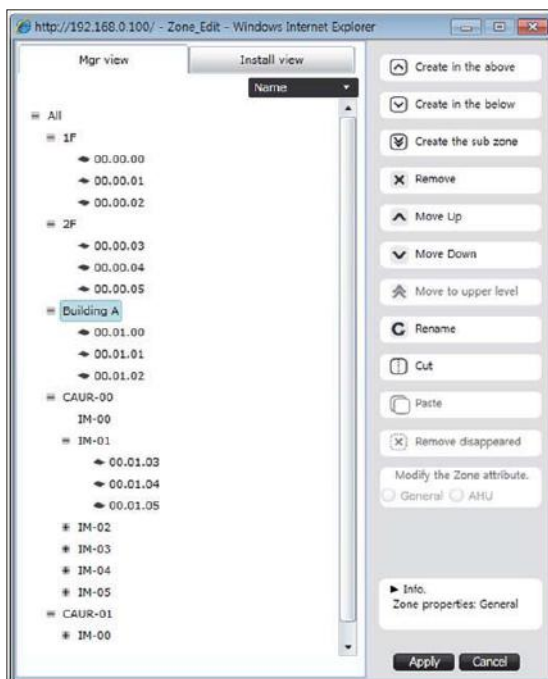 http://192.168.0.100/ - Zone_Edit - Windows Internet Explorer
Mgr view
Install view
Name
All
1F
00.00.00
00.00.01
00.00.02
2F
00.00.03
00.00.04
00.00.05
Building A
00.01.00
00.01.01
00.01.02
CAUR-00
IM-00
IM-01
00.01.03
00.01.04
00.01.05
IM-02
IM-03
IM-04
IM-05
CAUR-01
IM-00
Create in the above
Create in the below
Create the sub zone
Remove
Move Up
Move Down
Move to upper level
Rename
Cut
Paste
Remove disappeared
Modify the Zone attribute.
General AHU
Info.
Zone properties: General
Apply Cancel